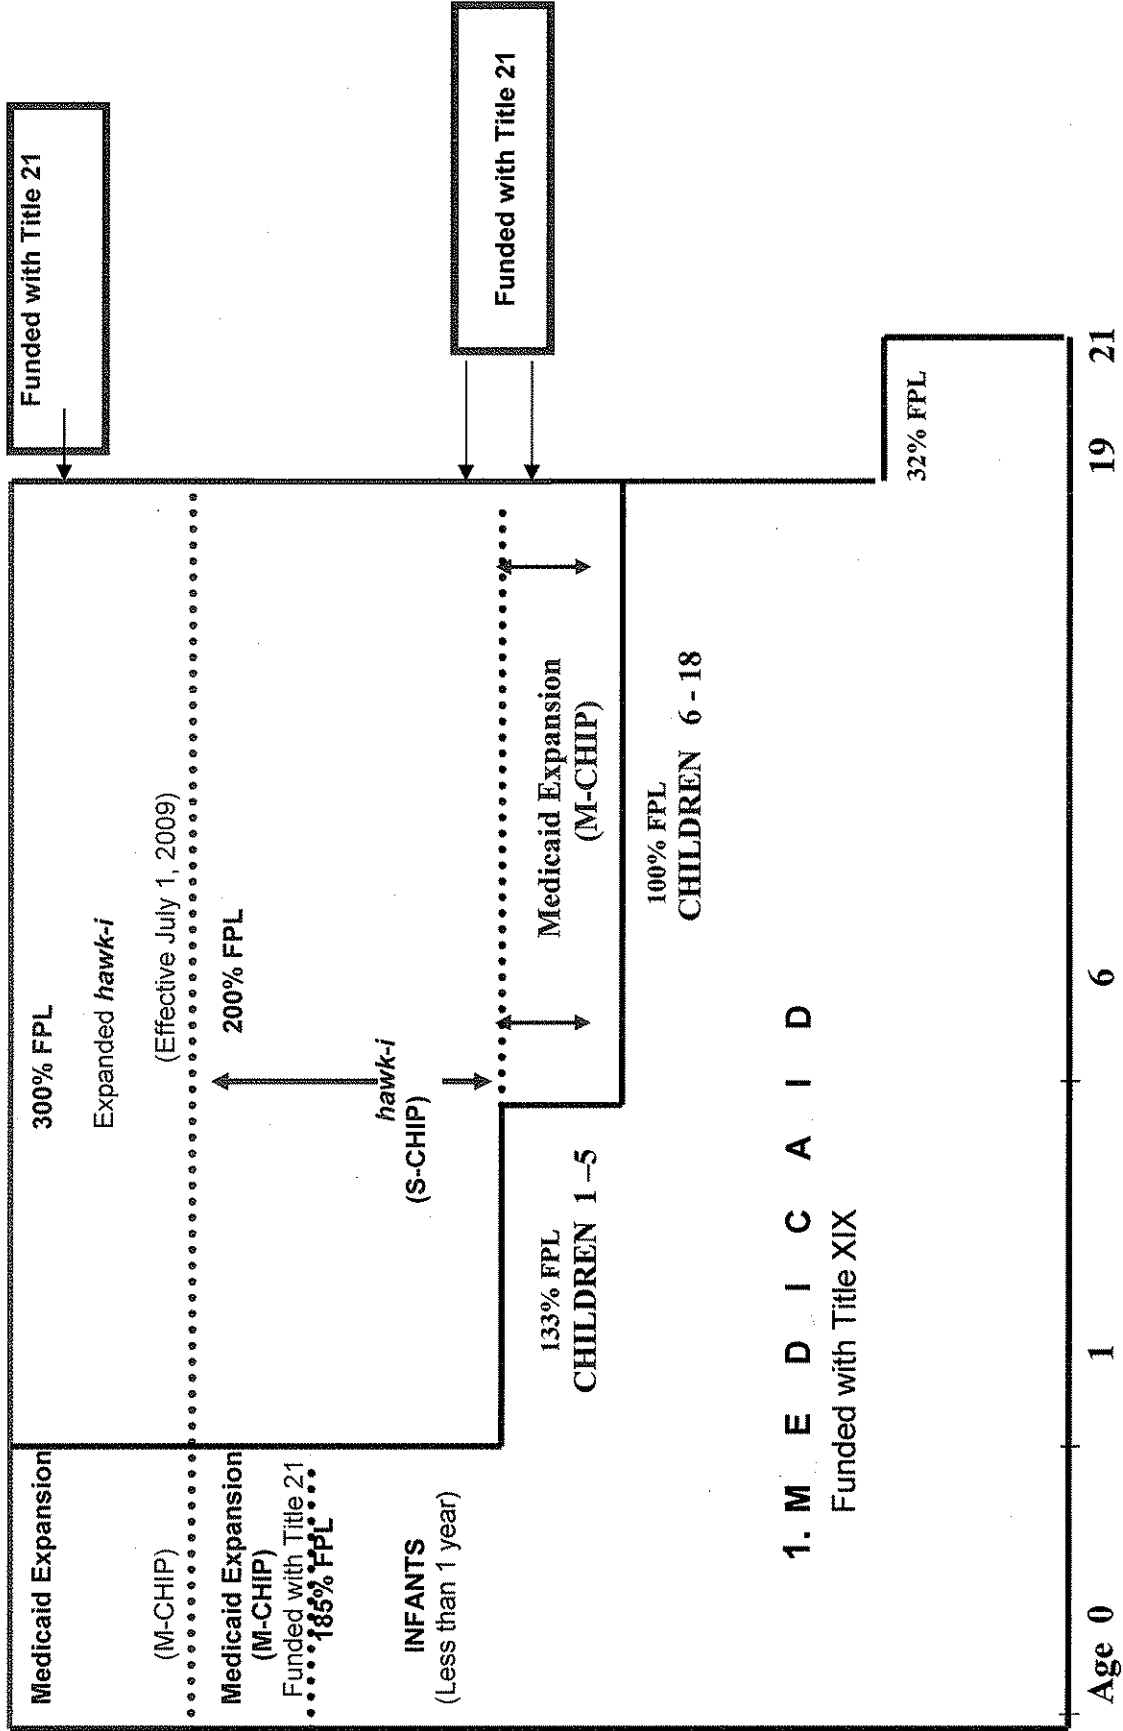 Funded with Title 21
Medicaid Expansion
(M-CHIP)
300% FPL
Expanded hawk-i
(Effective July 1, 2009)
Medicaid Expansion
(M-CHIP)
Funded with Title 21
185% FPL
200% FPL
hawk-i
(S-CHIP)
Funded with Title 21
INFANTS
(Less than 1 year)
133% FPL
CHILDREN 1–5
Medicaid Expansion
(M-CHIP)
100% FPL
CHILDREN 6 - 18
1. M E D I C A I D
Funded with Title XIX
32% FPL
Age 0 1 6 19 21